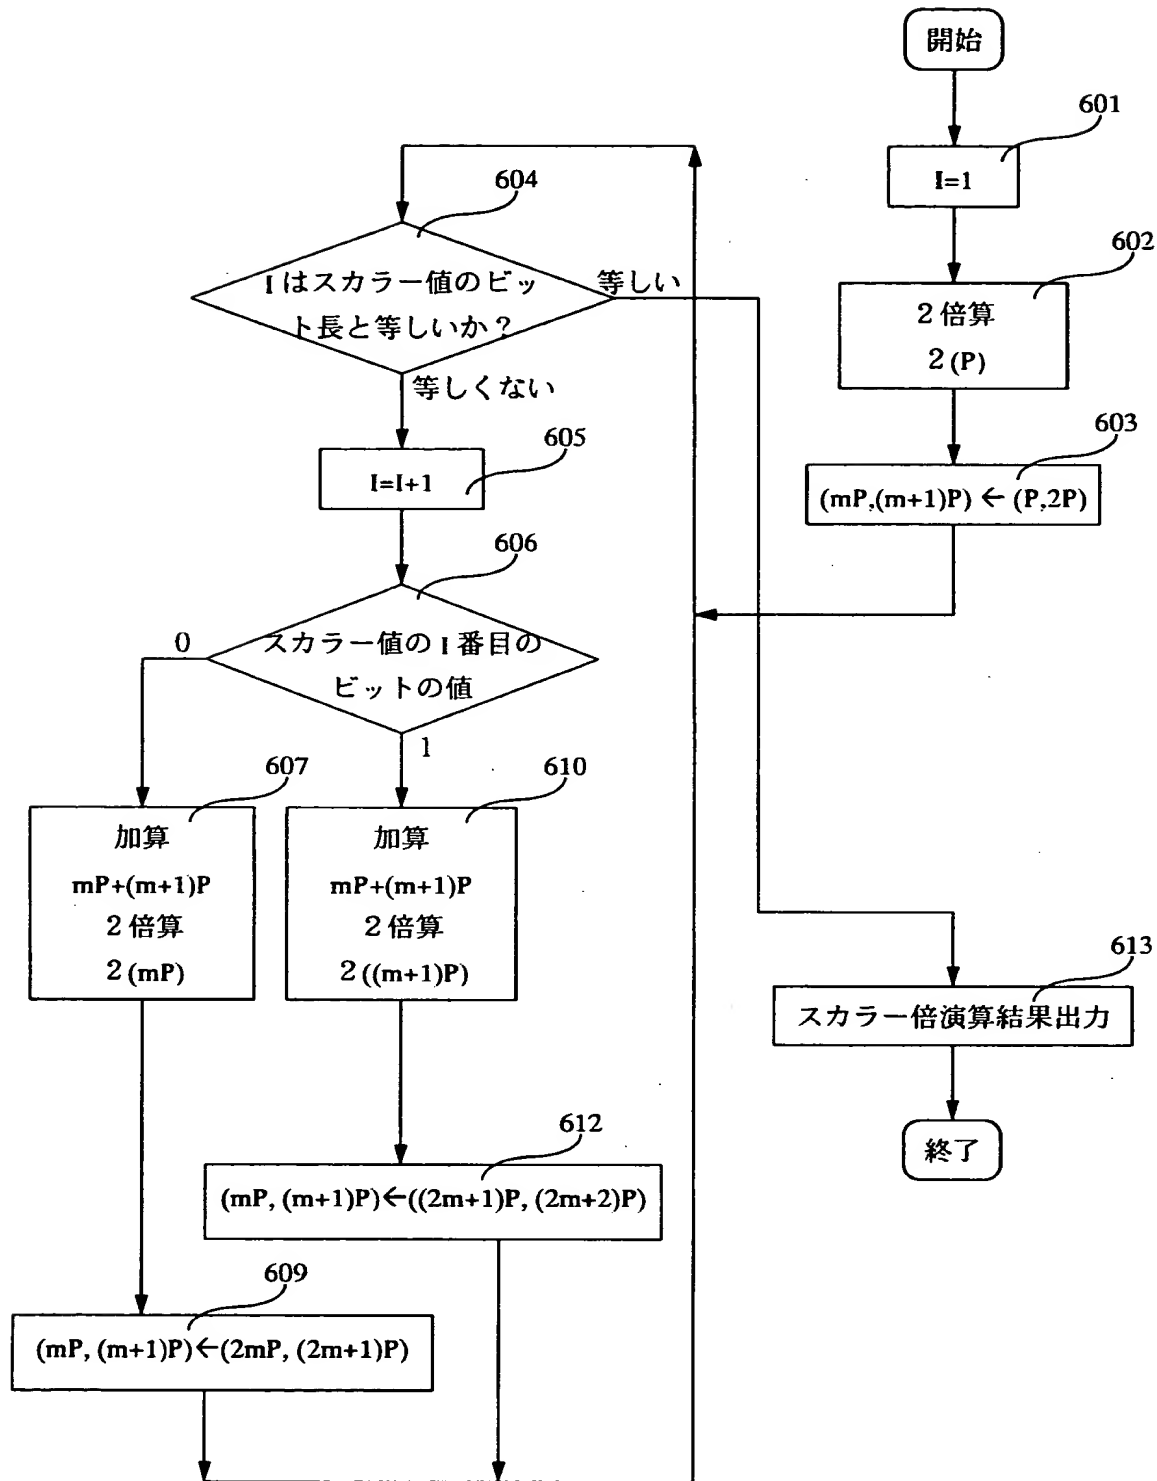 開始
601
I=1
602
2倍算
2(P)
603
(mP,(m+1)P) ← (P,2P)
604
Iはスカラー値のビッ
ト長と等しいか?
等しい
等しくない
605
I=I+1
606
スカラー値のI番目の
ビットの値
0
1
607
加算
mP+(m+1)P
2倍算
2(mP)
610
加算
mP+(m+1)P
2倍算
2((m+1)P)
612
(mP, (m+1)P)←((2m+1)P, (2m+2)P)
609
(mP, (m+1)P)←(2mP, (2m+1)P)
613
スカラー倍演算結果出力
終了